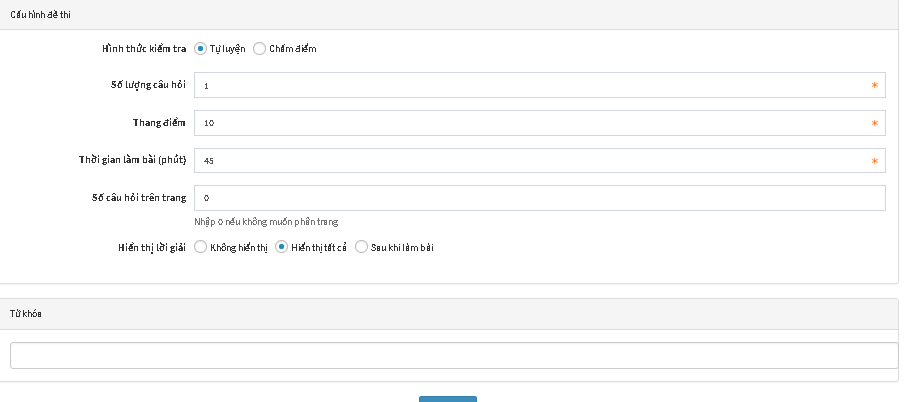 Cấu hình đề thi
Hình thức kiểm tra Tự luyện Chấm điểm
Số lượng câu hỏi 1 *
Thang điểm 10 *
Thời gian làm bài (phút) 45 *
Số câu hỏi trên trang 0
Nhập 0 nếu không muốn phân trang
Hiển thị lời giải Không hiển thị Hiển thị tất cả Sau khi làm bài
Từ khóa